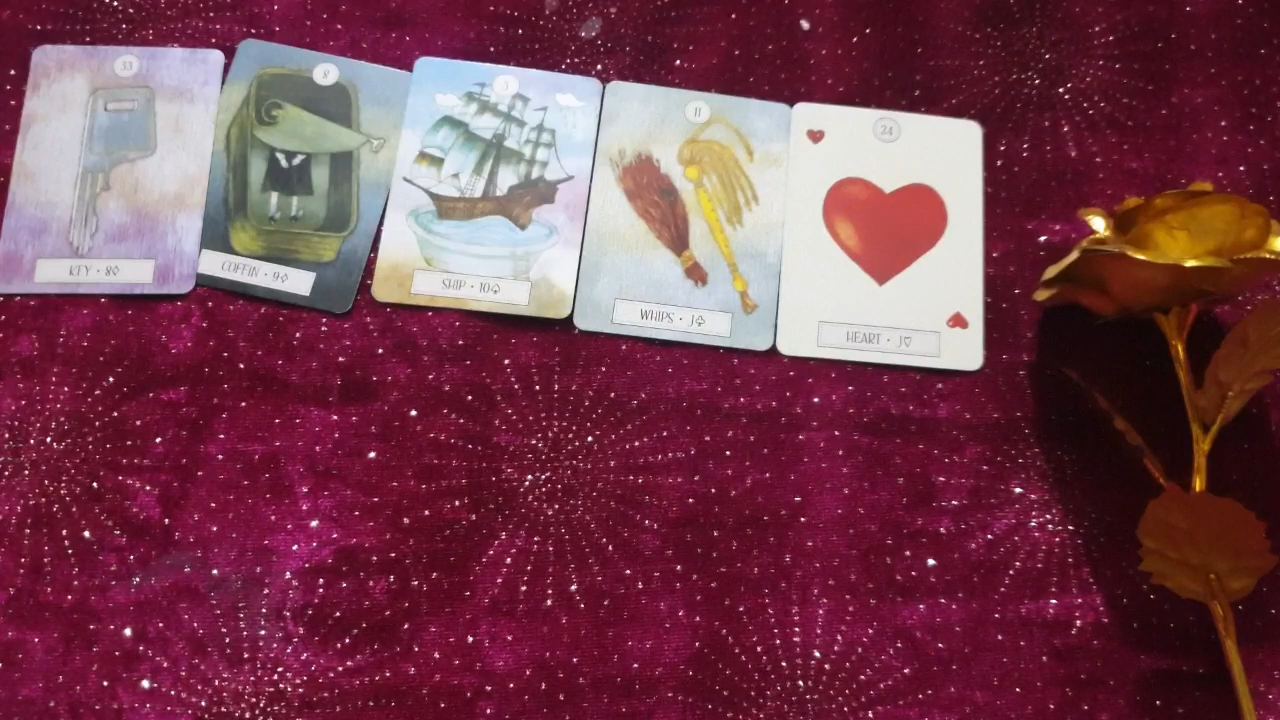 33
KEY • 8♢
8
COFFIN • 9♢
3
SHIP • 10♤
11
WHIPS • J♧
24
HEART • J♡